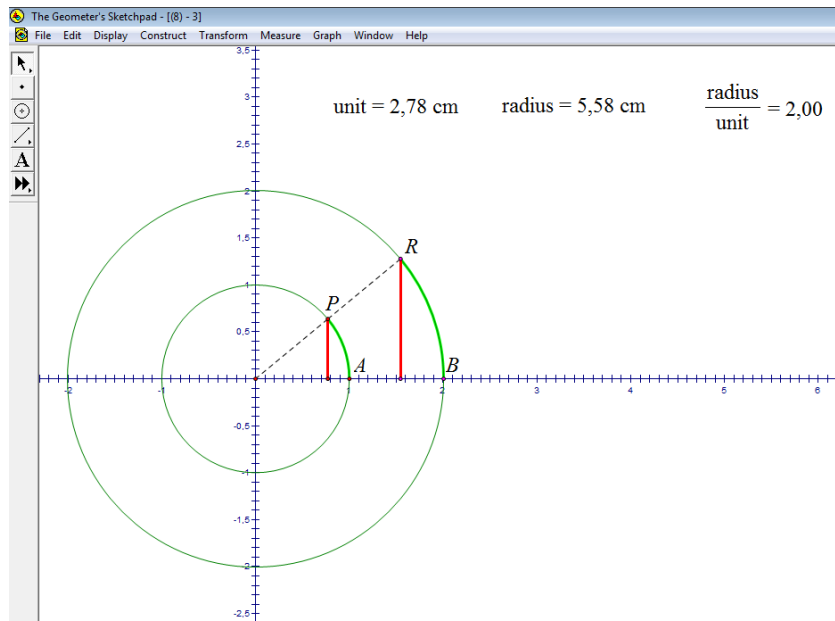 The Geometer's Sketchpad - [(8) - 3]
File Edit Display Construct Transform Measure Graph Window Help
A
unit = 2,78 cm
radius = 5,58 cm
radius
unit
= 2,00
3,5
3
2,5
2
1,5
1
0,5
-0,5
-1
-1,5
-2
-2,5
-2
-1
1
2
3
4
5
6
R
P
A
B